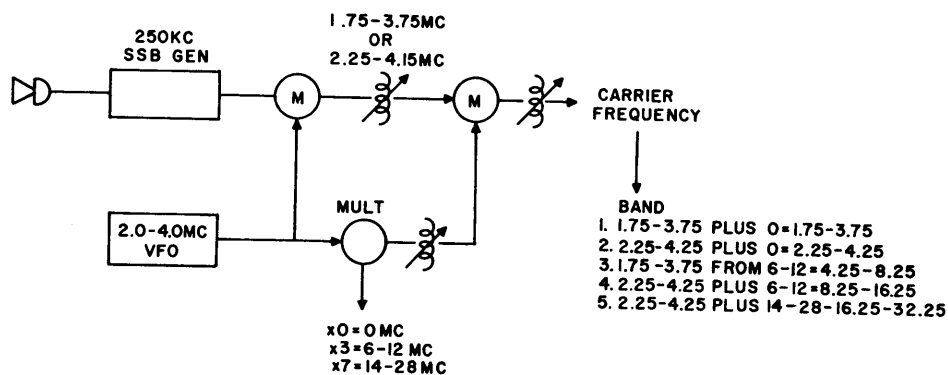 250KC
SSB GEN
1.75-3.75MC
OR
2.25-4.15MC
M
M
CARRIER
FREQUENCY
2.0-4.0MC
VFO
MULT
x0=0MC
x3=6-12MC
x7=14-28MC
BAND
1. 1.75-3.75 PLUS 0=1.75-3.75
2. 2.25-4.25 PLUS 0=2.25-4.25
3. 1.75-3.75 FROM 6-12=4.25-8.25
4. 2.25-4.25 PLUS 6-12=8.25-16.25
5. 2.25-4.25 PLUS 14-28-16.25-32.25